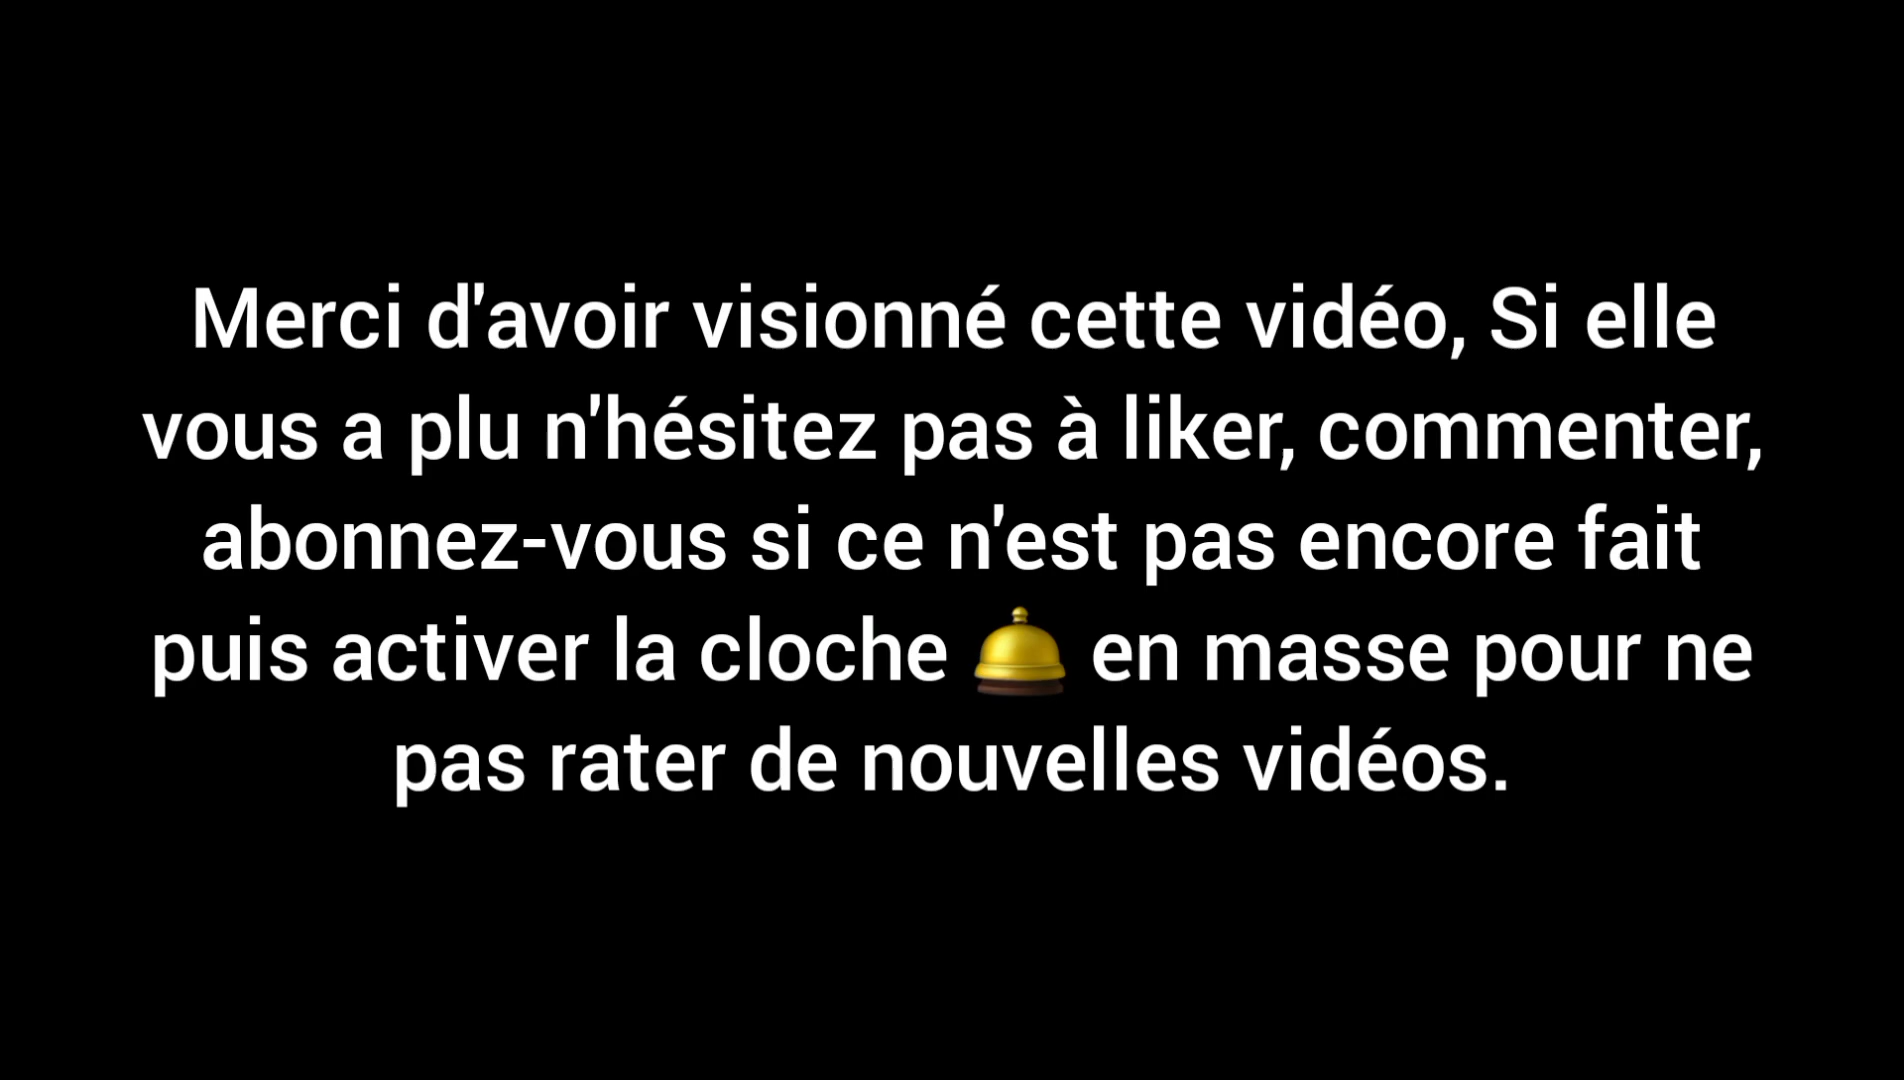 Merci d'avoir visionné cette vidéo, Si elle
vous a plu n'hésitez pas à liker, commenter,
abonnez-vous si ce n'est pas encore fait
puis activer la cloche 🛎 en masse pour ne
pas rater de nouvelles vidéos.